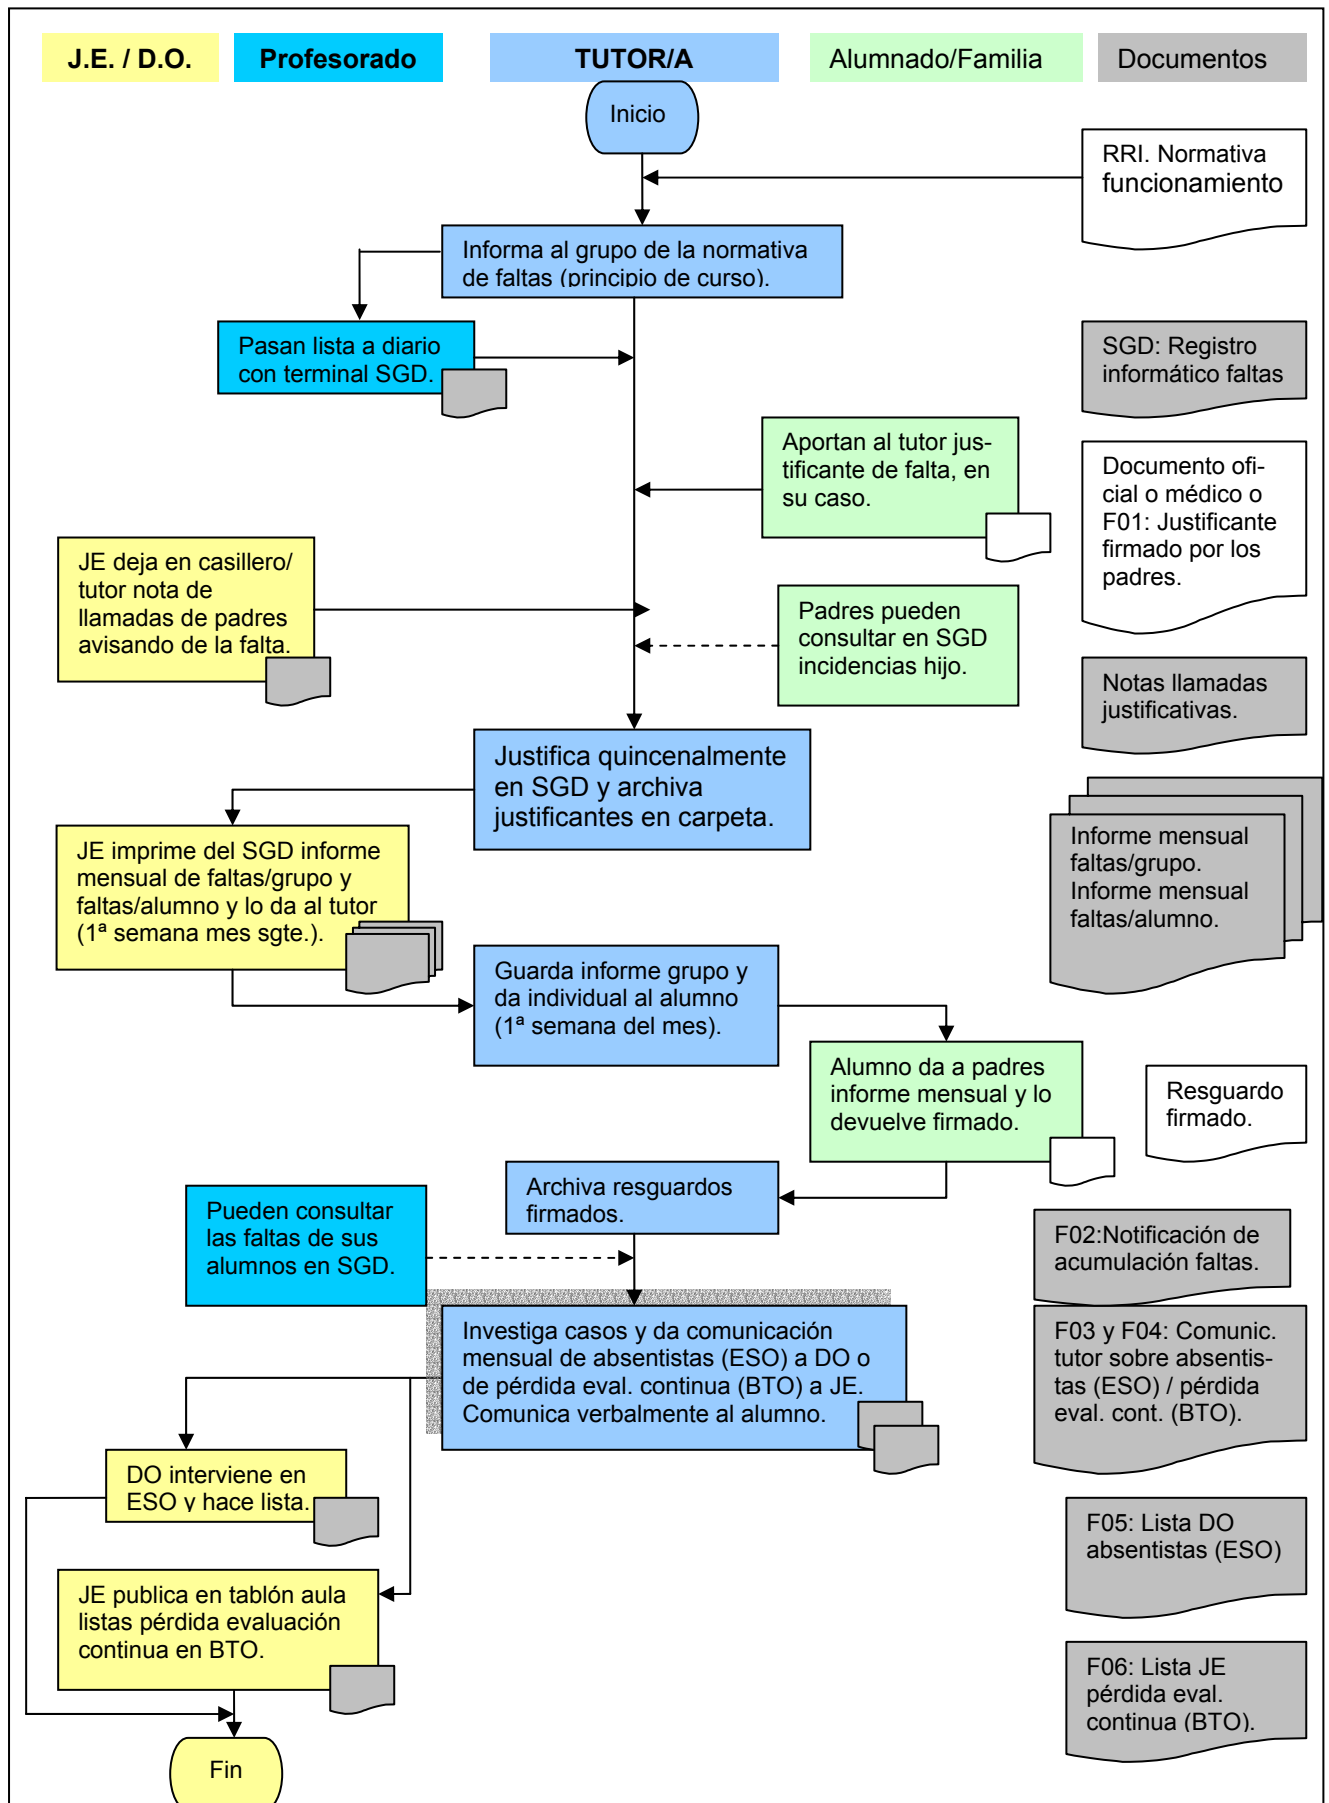 J.E. / D.O.
Profesorado
TUTOR/A
Alumnado/Familia
Documentos
Inicio
RRI. Normativa
funcionamiento
Informa al grupo de la normativa
de faltas (principio de curso).
Pasan lista a diario
con terminal SGD.
SGD: Registro
informático faltas
Aportan al tutor jus-
tificante de falta, en
su caso.
Documento ofi-
cial o médico o
F01: Justificante
firmado por los
padres.
JE deja en casillero/
tutor nota de
llamadas de padres
avisando de la falta.
Padres pueden
consultar en SGD
incidencias hijo.
Notas llamadas
justificativas.
Justifica quincenalmente
en SGD y archiva
justificantes en carpeta.
JE imprime del SGD informe
mensual de faltas/grupo y
faltas/alumno y lo da al tutor
(1ª semana mes sgte.).
Informe mensual
faltas/grupo.
Informe mensual
faltas/alumno.
Guarda informe grupo y
da individual al alumno
(1ª semana del mes).
Alumno da a padres
informe mensual y lo
devuelve firmado.
Resguardo
firmado.
Archiva resguardos
firmados.
Pueden consultar
las faltas de sus
alumnos en SGD.
F02:Notificación de
acumulación faltas.
Investiga casos y da comunicación
mensual de absentistas (ESO) a DO o
de pérdida eval. continua (BTO) a JE.
Comunica verbalmente al alumno.
F03 y F04: Comunic.
tutor sobre absentis-
tas (ESO) / pérdida
eval. cont. (BTO).
DO interviene en
ESO y hace lista.
F05: Lista DO
absentistas (ESO)
JE publica en tablón aula
listas pérdida evaluación
continua en BTO.
F06: Lista JE
pérdida eval.
continua (BTO).
Fin